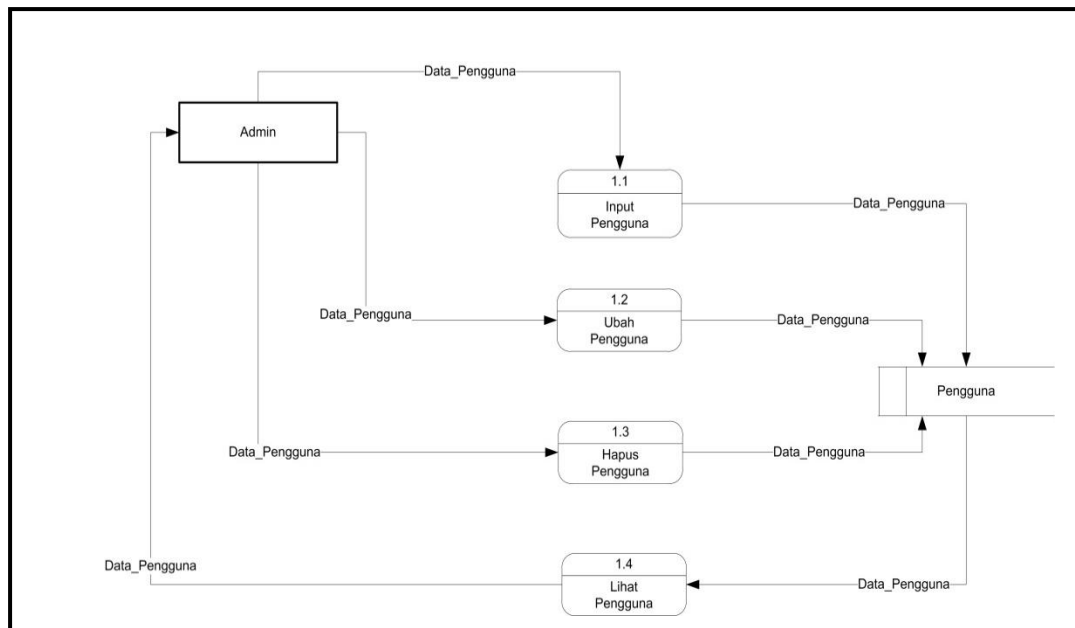 Data_Pengguna
Admin
1.1
Input
Pengguna
Data_Pengguna
Data_Pengguna
1.2
Ubah
Pengguna
Data_Pengguna
Pengguna
Data_Pengguna
1.3
Hapus
Pengguna
Data_Pengguna
Data_Pengguna
1.4
Lihat
Pengguna
Data_Pengguna